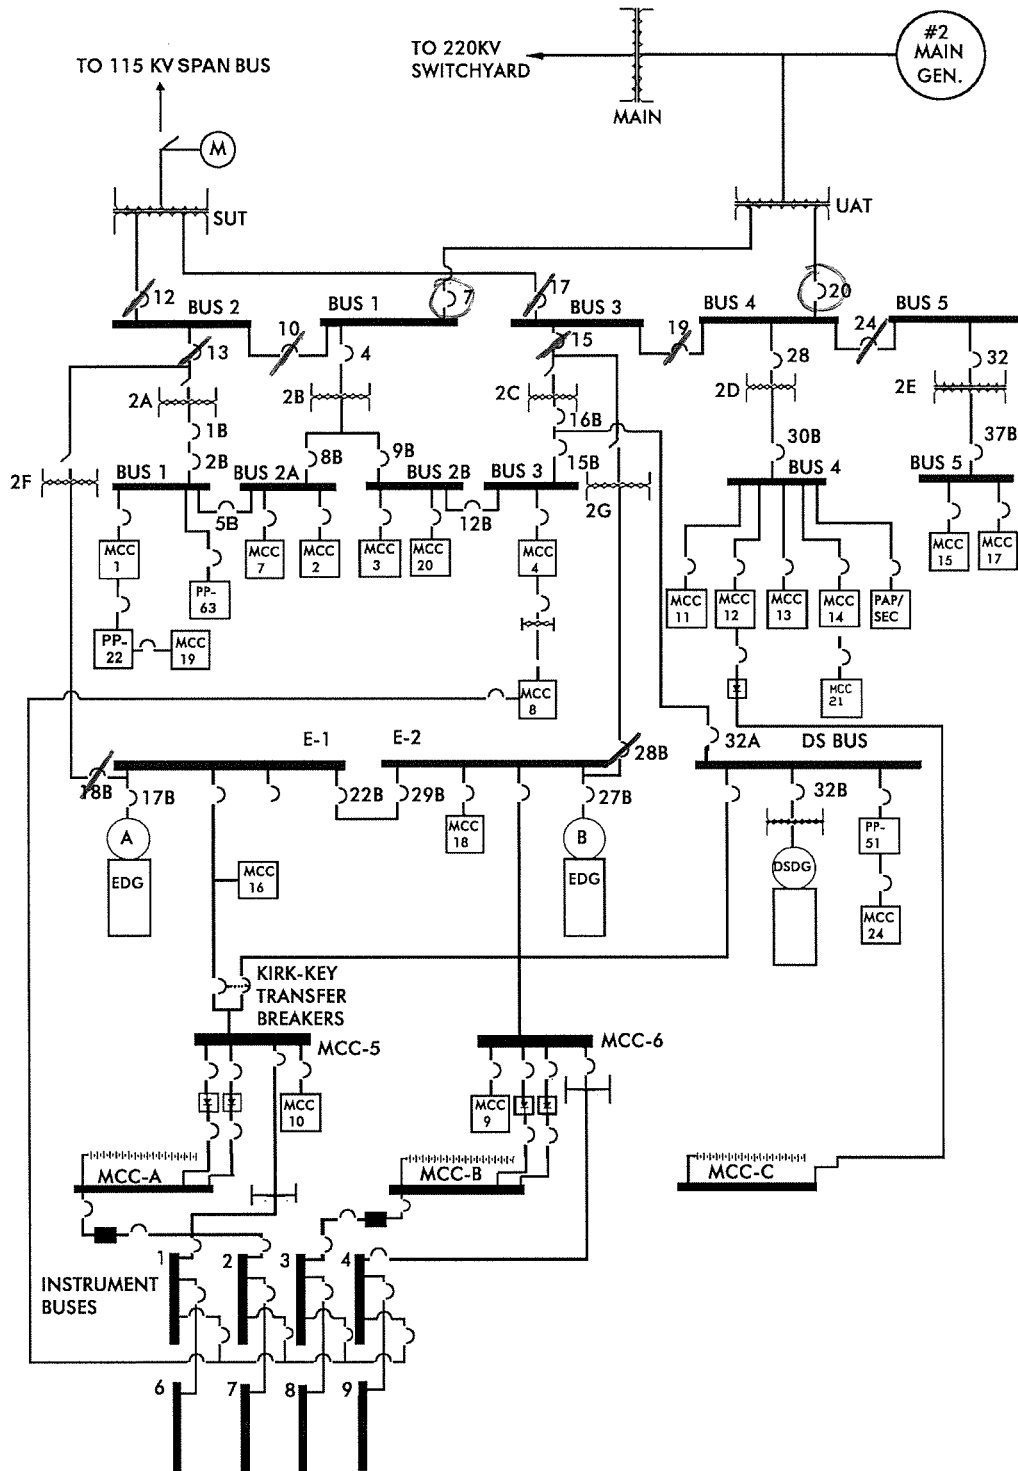 #2
MAIN
GEN.
TO 220KV
SWITCHYARD
MAIN
TO 115 KV SPAN BUS
M
SUT
UAT
12
BUS 2
10
BUS 1
7
17
BUS 3
19
BUS 4
20
24
BUS 5
13
4
15
28
32
2A
2B
2C
2D
2E
1B
2B
8B
9B
16B
15B
30B
37B
2F
BUS 1
BUS 2A
BUS 2B
BUS 3
2G
BUS 4
BUS 5
5B
12B
MCC
1
MCC
7
MCC
2
MCC
3
MCC
20
MCC
4
MCC
15
MCC
17
PP-
63
MCC
11
MCC
12
MCC
13
MCC
14
PAP/
SEC
PP-
22
MCC
19
MCC
8
MCC
21
E-1
E-2
28B
32A
DS BUS
18B
17B
22B
29B
27B
32B
A
EDG
MCC
18
B
EDG
DSDG
PP-
51
MCC
16
MCC
24
KIRK-KEY
TRANSFER
BREAKERS
MCC-5
MCC-6
MCC
10
MCC
9
MCC-A
MCC-B
MCC-C
1
2
3
4
INSTRUMENT
BUSES
6
7
8
9